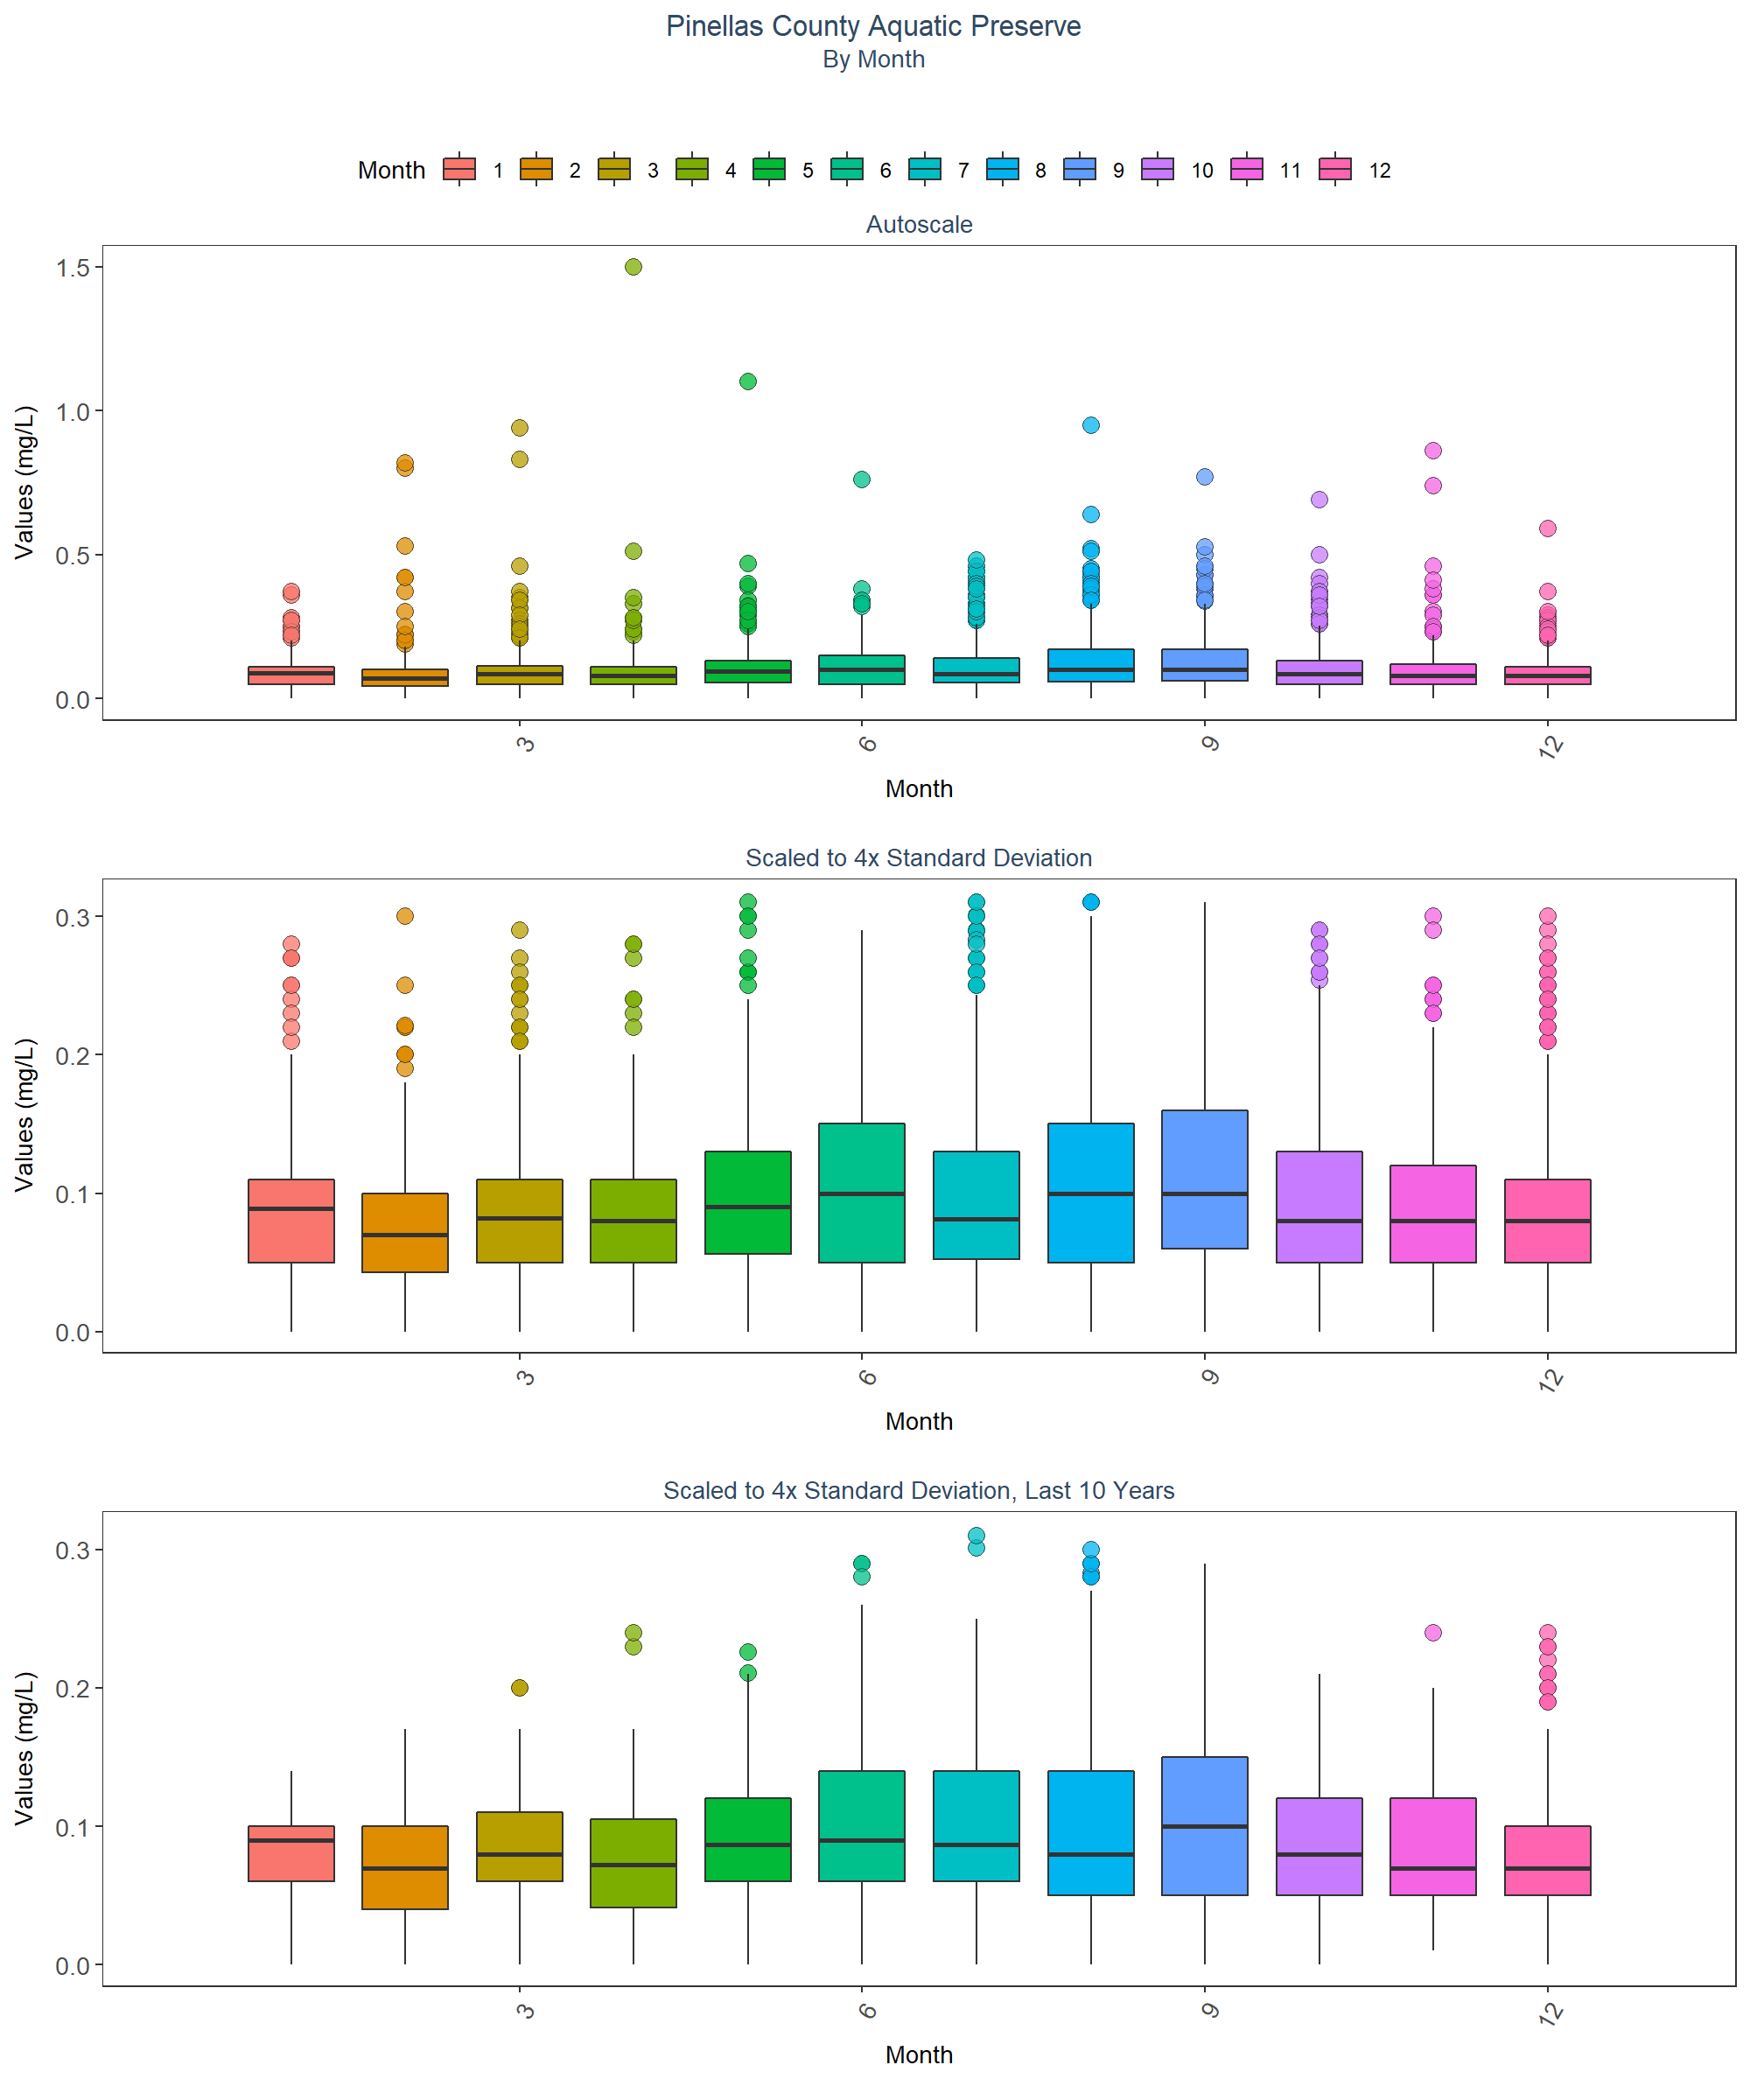 Pinellas County Aquatic Preserve
By Month
Month 1 2 3 4 5 6 7 8 9 10 11 12
Autoscale
Values (mg/L)
1.5
1.0
0.5
0.0
3 6 9 12
Month
Scaled to 4x Standard Deviation
Values (mg/L)
0.3
0.2
0.1
0.0
3 6 9 12
Month
Scaled to 4x Standard Deviation, Last 10 Years
Values (mg/L)
0.3
0.2
0.1
0.0
3 6 9 12
Month